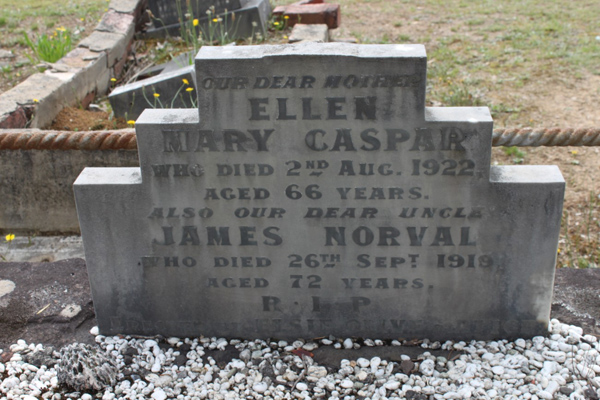 OUR DEAR MOTHER
ELLEN
MARY CASPAR
WHO DIED 2ND AUG. 1922,
AGED 66 YEARS.
ALSO OUR DEAR UNCLE
JAMES NORVAL
WHO DIED 26TH SEPT. 1919
AGED 72 YEARS.
R.I.P.